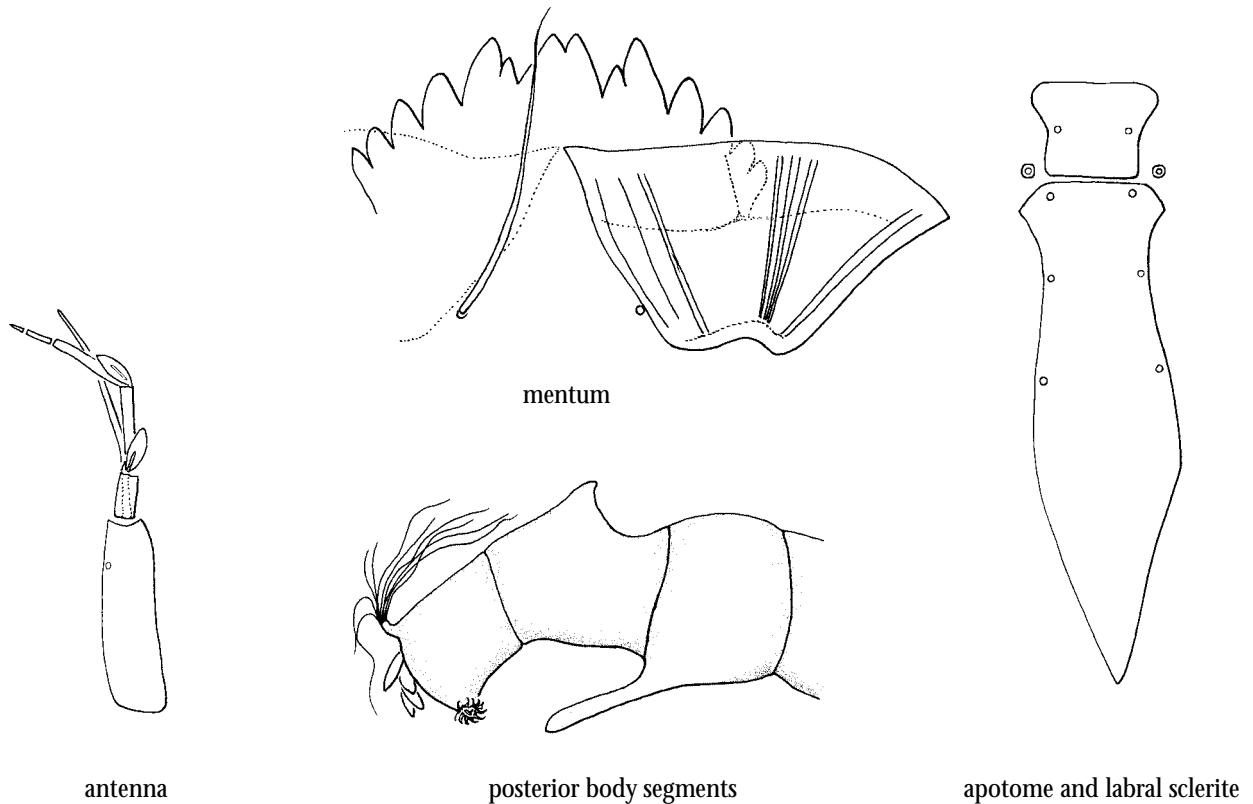 mentum
antenna
posterior body segments
apotome and labral sclerite